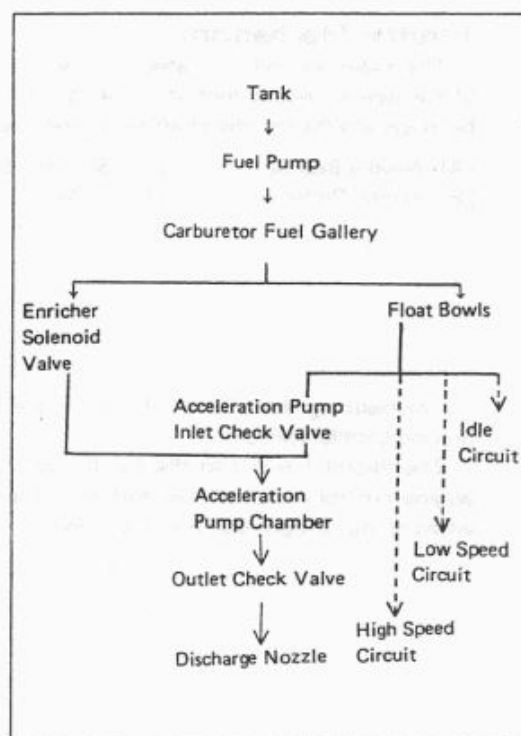 Tank
Fuel Pump
Carburetor Fuel Gallery
Enricher
Solenoid
Valve
Float Bowls
Acceleration Pump
Inlet Check Valve
Idle
Circuit
Acceleration
Pump Chamber
Low Speed
Circuit
Outlet Check Valve
High Speed
Circuit
Discharge Nozzle